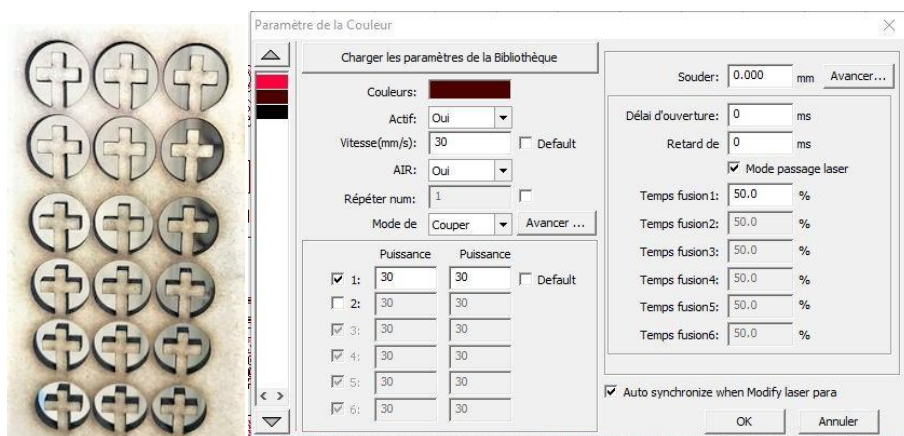 Paramètre de la Couleur
Charger les paramètres de la Bibliothèque
Couleurs:
Actif: Oui
Vitesse(mm/s): 30 Default
AIR: Oui
Répéter num: 1
Mode de Couper Avancer ...
Puissance Puissance
1: 30 30 Default
2: 30 30
3: 30 30
4: 30 30
5: 30 30
6: 30 30
Souder: 0.000 mm Avancer...
Délai d'ouverture: 0 ms
Retard de 0 ms
Mode passage laser
Temps fusion1: 50.0 %
Temps fusion2: 50.0 %
Temps fusion3: 50.0 %
Temps fusion4: 50.0 %
Temps fusion5: 50.0 %
Temps fusion6: 50.0 %
Auto synchronize when Modify laser para
OK Annuler